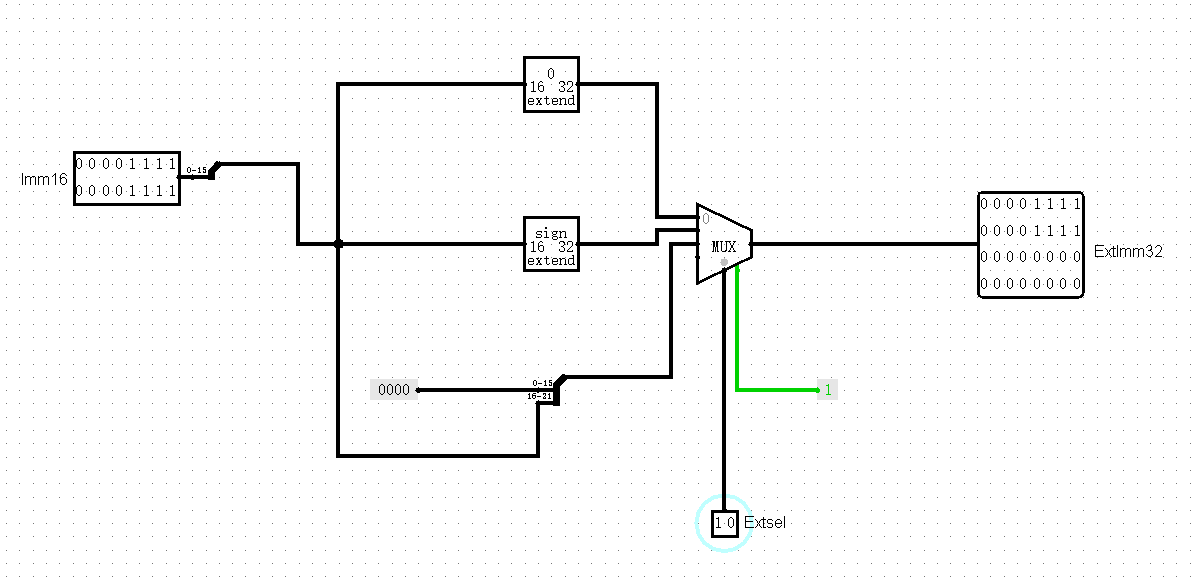 0
16 32
extend
0 0 0 0 1 1 1 1
0 0 0 0 1 1 1 1
Imm16
0-15
sign
16 32
extend
0
MUX
0 0 0 0 1 1 1 1
0 0 0 0 1 1 1 1
0 0 0 0 0 0 0 0
0 0 0 0 0 0 0 0
ExtImm32
0000
0-15
16-21
1
1 0
Extsel